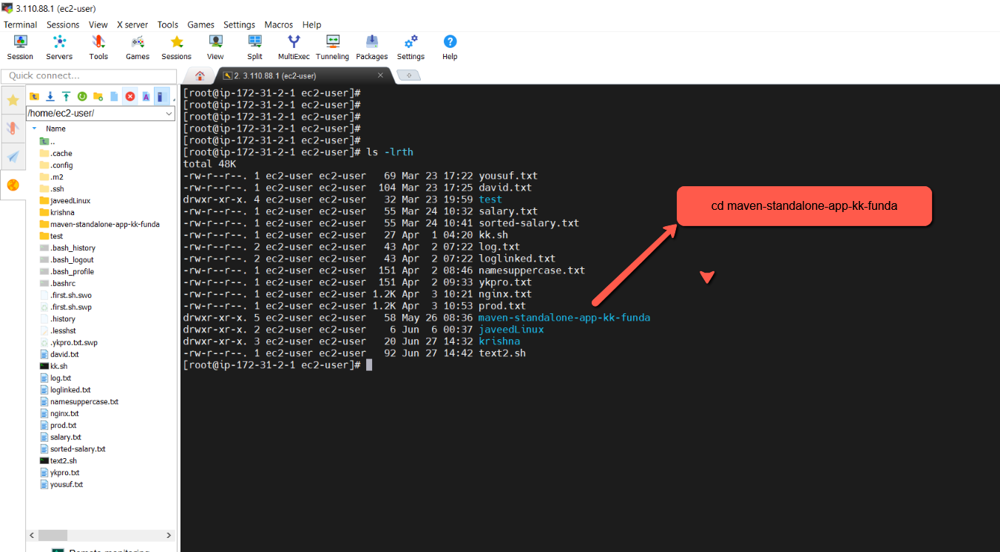 3.110.88.1 (ec2-user)
Terminal Sessions View X server Tools Games Settings Macros Help
Session Servers Tools Games Sessions View Split MultiExec Tunneling Packages Settings Help
Quick connect...
2. 3.110.88.1 (ec2-user)
/home/ec2-user/
Name
..
.cache
.config
.m2
.ssh
javeedLinux
krishna
maven-standalone-app-kk-funda
test
.bash_history
.bash_logout
.bash_profile
.bashrc
.first.sh.swo
.first.sh.swp
.history
.lesshst
.ykpro.txt.swp
david.txt
kk.sh
log.txt
loglinked.txt
namesuppercase.txt
nginx.txt
prod.txt
salary.txt
sorted-salary.txt
text2.sh
ykpro.txt
yousuf.txt
Remote monitoring
[root@ip-172-31-2-1 ec2-user]#
[root@ip-172-31-2-1 ec2-user]#
[root@ip-172-31-2-1 ec2-user]#
[root@ip-172-31-2-1 ec2-user]#
[root@ip-172-31-2-1 ec2-user]#
[root@ip-172-31-2-1 ec2-user]# ls -lrth
total 48K
-rw-r--r--. 1 ec2-user ec2-user 69 Mar 23 17:22 yousuf.txt
-rw-r--r--. 1 ec2-user ec2-user 104 Mar 23 17:25 david.txt
drwxr-xr-x. 4 ec2-user ec2-user 32 Mar 23 19:59 test
-rw-r--r--. 1 ec2-user ec2-user 55 Mar 24 10:32 salary.txt
-rw-r--r--. 1 ec2-user ec2-user 55 Mar 24 10:41 sorted-salary.txt
-rw-r--r--. 1 ec2-user ec2-user 27 Apr 1 04:20 kk.sh
-rw-r--r--. 2 ec2-user ec2-user 43 Apr 2 07:22 log.txt
-rw-r--r--. 2 ec2-user ec2-user 43 Apr 2 07:22 loglinked.txt
-rw-r--r--. 1 ec2-user ec2-user 151 Apr 2 08:46 namesuppercase.txt
-rw-r--r--. 1 ec2-user ec2-user 151 Apr 2 09:33 ykpro.txt
-rw-r--r--. 1 ec2-user ec2-user 1.2K Apr 3 10:21 nginx.txt
-rw-r--r--. 1 ec2-user ec2-user 1.2K Apr 3 10:53 prod.txt
drwxr-xr-x. 5 ec2-user ec2-user 58 May 26 08:36 maven-standalone-app-kk-funda
drwxr-xr-x. 2 ec2-user ec2-user 6 Jun 6 00:37 javeedLinux
drwxr-xr-x. 3 ec2-user ec2-user 20 Jun 27 14:32 krishna
-rw-r--r--. 1 ec2-user ec2-user 92 Jun 27 14:42 text2.sh
[root@ip-172-31-2-1 ec2-user]#
cd maven-standalone-app-kk-funda